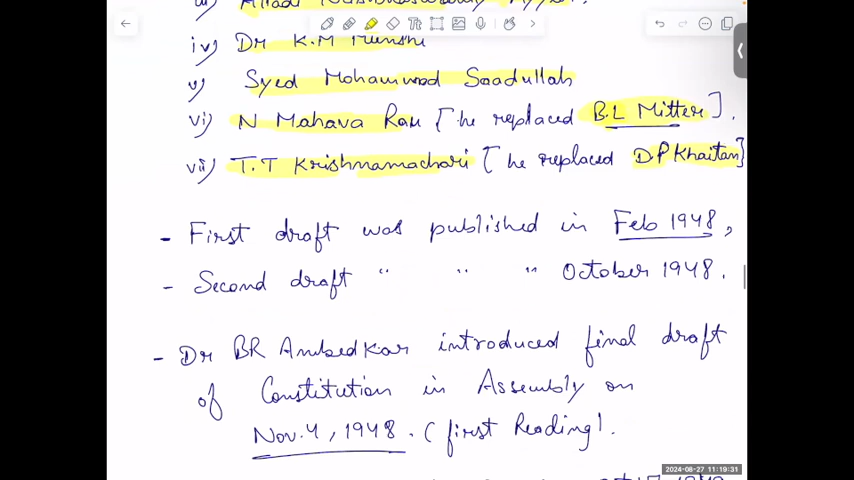 iv) Dr K.M Munshi
v) Syed Mohammad Saadullah
vi) N Mahava Rau [he replaced B.L Mitter].
vii) T.T Krishnamachari [he replaced D.P Khaitan]
- First draft was published in Feb 1948,
- Second draft " " " October 1948.
- Dr BR Ambedkar introduced final draft
of Constitution in Assembly on
Nov. 4, 1948. (first Reading).
2024-08-27 11:19:31